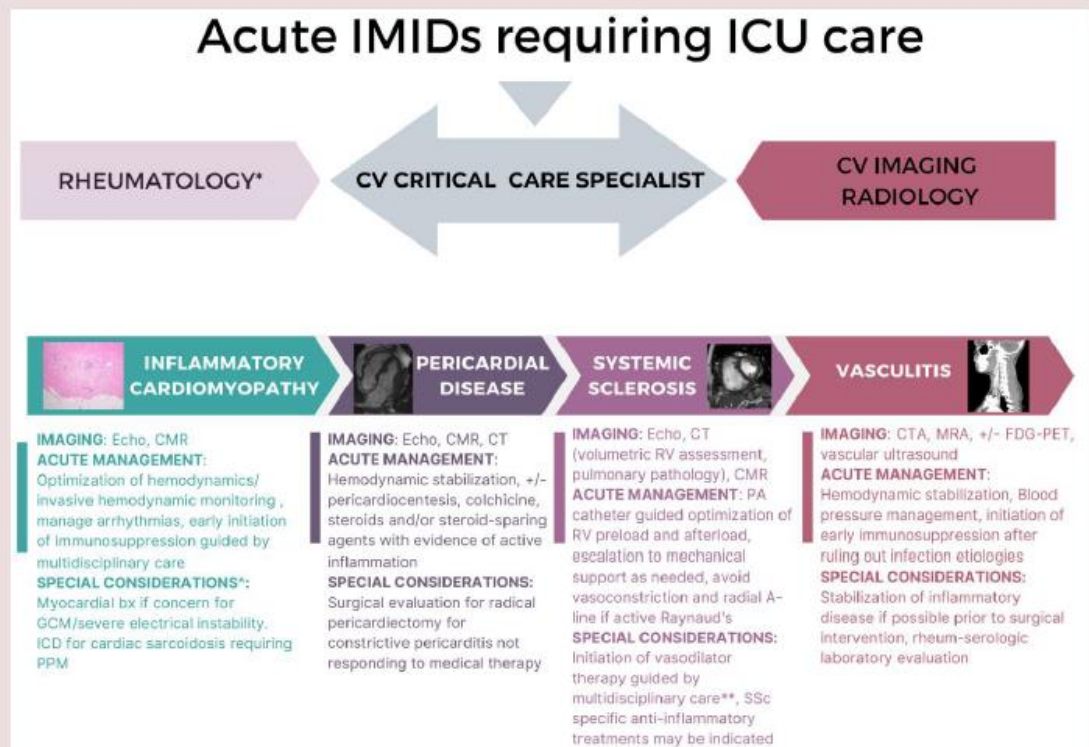 Acute IMIDs requiring ICU care
RHEUMATOLOGY*
CV CRITICAL CARE SPECIALIST
CV IMAGING
RADIOLOGY
INFLAMMATORY
CARDIOMYOPATHY
IMAGING: Echo, CMR
ACUTE MANAGEMENT:
Optimization of hemodynamics/
invasive hemodynamic monitoring ,
manage arrhythmias, early initiation
of immunosuppression guided by
multidisciplinary care
SPECIAL CONSIDERATIONS*:
Myocardial bx if concern for
GCM/severe electrical instability.
ICD for cardiac sarcoidosis requiring
PPM
PERICARDIAL
DISEASE
IMAGING: Echo, CMR, CT
ACUTE MANAGEMENT:
Hemodynamic stabilization, +/-
pericardiocentesis, colchicine,
steroids and/or steroid-sparing
agents with evidence of active
inflammation
SPECIAL CONSIDERATIONS:
Surgical evaluation for radical
pericardiectomy for
constrictive pericarditis not
responding to medical therapy
SYSTEMIC
SCLEROSIS
IMAGING: Echo, CT
(volumetric RV assessment,
pulmonary pathology), CMR
ACUTE MANAGEMENT: PA
catheter guided optimization of
RV preload and afterload,
escalation to mechanical
support as needed, avoid
vasoconstriction and radial A-
line if active Raynaud's
SPECIAL CONSIDERATIONS:
Initiation of vasodilator
therapy guided by
multidisciplinary care**, SSc
specific anti-inflammatory
treatments may be indicated
VASCULITIS
IMAGING: CTA, MRA, +/- FDG-PET,
vascular ultrasound
ACUTE MANAGEMENT:
Hemodynamic stabilization, Blood
pressure management, initiation of
early immunosuppression after
ruling out infection etiologies
SPECIAL CONSIDERATIONS:
Stabilization of inflammatory
disease if possible prior to surgical
intervention, rheum-serologic
laboratory evaluation